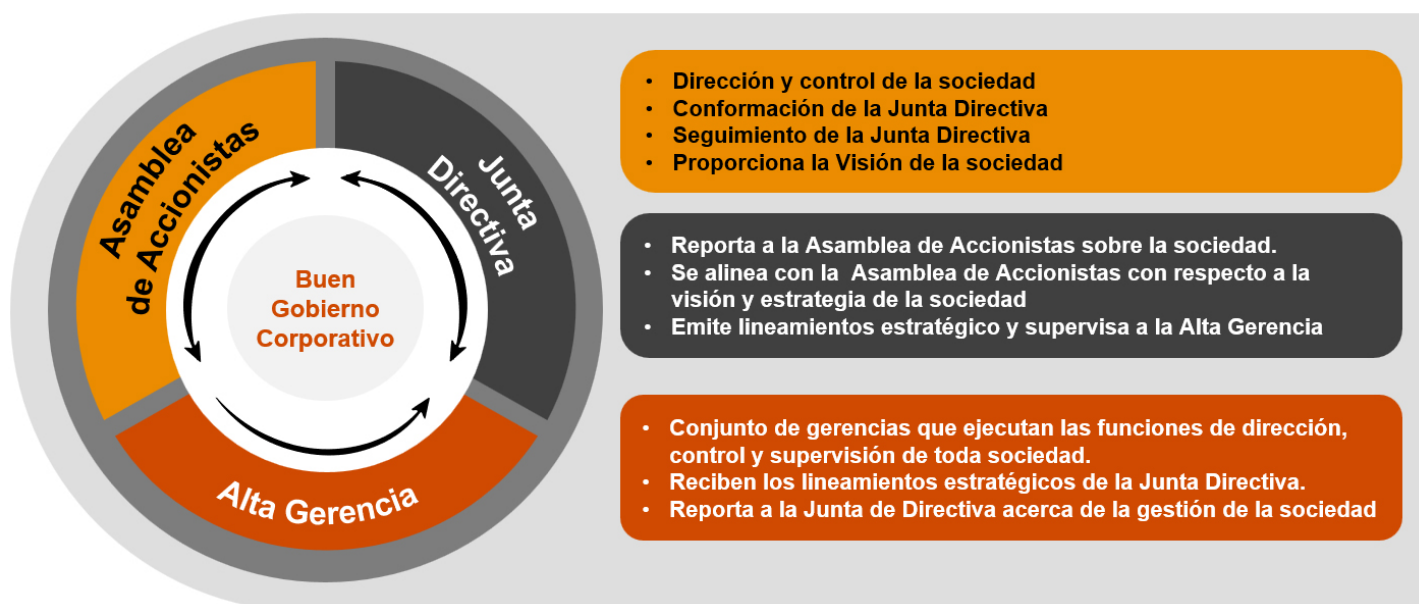 Asamblea
de Accionistas
Junta
Directiva
Buen
Gobierno
Corporativo
Alta Gerencia
• Dirección y control de la sociedad
• Conformación de la Junta Directiva
• Seguimiento de la Junta Directiva
• Proporciona la Visión de la sociedad
• Reporta a la Asamblea de Accionistas sobre la sociedad.
• Se alinea con la  Asamblea de Accionistas con respecto a la
visión y estrategia de la sociedad
• Emite lineamientos estratégico y supervisa a la Alta Gerencia
• Conjunto de gerencias que ejecutan las funciones de dirección,
control y supervisión de toda sociedad.
• Reciben los lineamientos estratégicos de la Junta Directiva.
• Reporta a la Junta de Directiva acerca de la gestión de la sociedad